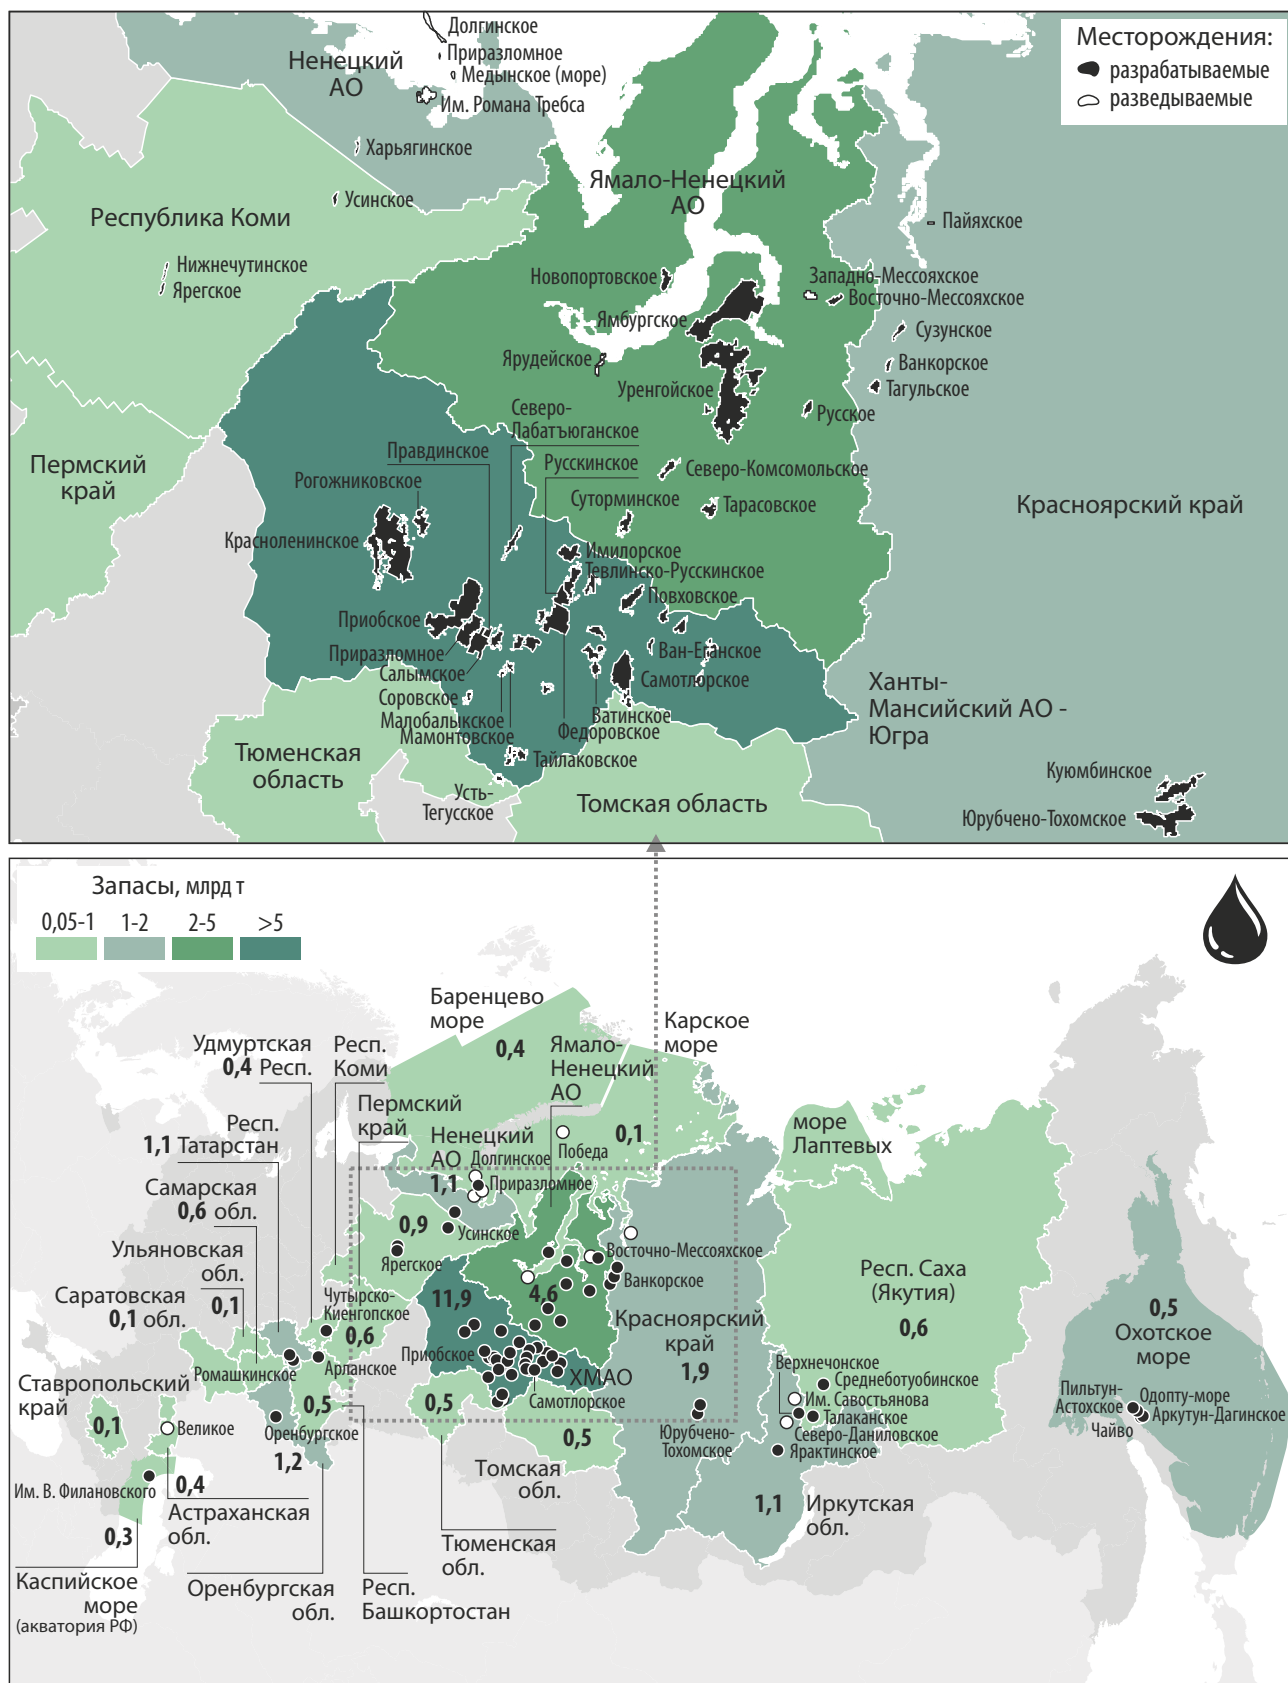 Долгинское
Приразломное
Медынское (море)
Им. Романа Требса
Ненецкий
АО
Месторождения:
разрабатываемые
разведываемые
Харьягинское
Усинское
Республика Коми
Нижнечутинское
Ярегское
Ямало-Ненецкий
АО
Пайяхское
Новопортовское
Западно-Мессояхское
Восточно-Мессояхское
Ямбургское
Сузунское
Ярудейское
Ванкорское
Тагульское
Уренгойское
Русское
Северо-
Лабатъюганское
Правдинское
Русскинское
Северо-Комсомольское
Рогожниковское
Суторминское
Тарасовское
Пермский
край
Красноярский край
Красноленинское
Имилорское
Тевлинско-Русскинское
Повховское
Приобское
Приразломное
Ван-Еганское
Салымское
Самотлорское
Соровское
Малобалыкское
Ватинское
Мамонтовское
Федоровское
Ханты-
Мансийский АО -
Югра
Тюменская
область
Тайлаковское
Усть-
Тегусское
Томская область
Куюмбинское
Юрубчено-Тохомское
Запасы, млрд т
0,05-1
1-2
2-5
>5
Баренцево
море
0,4
Карское
море
Удмуртская
0,4 Респ.
Респ.
Коми
Ямало-
Ненецкий
АО
Пермский
край
Респ.
1,1 Татарстан
Ненецкий
АО
Долгинское
Победа
0,1
море
Лаптевых
1,1
Приразломное
Самарская
0,6 обл.
0,9
Усинское
Ульяновская
обл.
0,1
Ярегское
Восточно-Мессояхское
Ванкорское
Саратовская
0,1 обл.
Чутырско-
Киенгопское
0,6
11,9
4,6
Красноярский
край
1,9
Респ. Саха
(Якутия)
0,6
0,5
Охотское
море
Ромашкинское
Арланское
Приобское
ХМАО
Самотлорское
Верхнечонское
Среднеботуобинское
Им. Савостьянова
Талаканское
Северо-Даниловское
Ярактинское
Ставропольский
край
0,1
Великое
0,5
Оренбургское
1,2
0,5
0,5
Юрубчено-
Тохомское
Пильтун-
Астохское
Одопту-море
Аркутун-Дагинское
Чайво
Им. В. Филановского
0,4
Астраханская
обл.
0,3
Томская
обл.
1,1
Иркутская
обл.
Тюменская
обл.
Каспийское
море
(акватория РФ)
Оренбургская
обл.
Респ.
Башкортостан